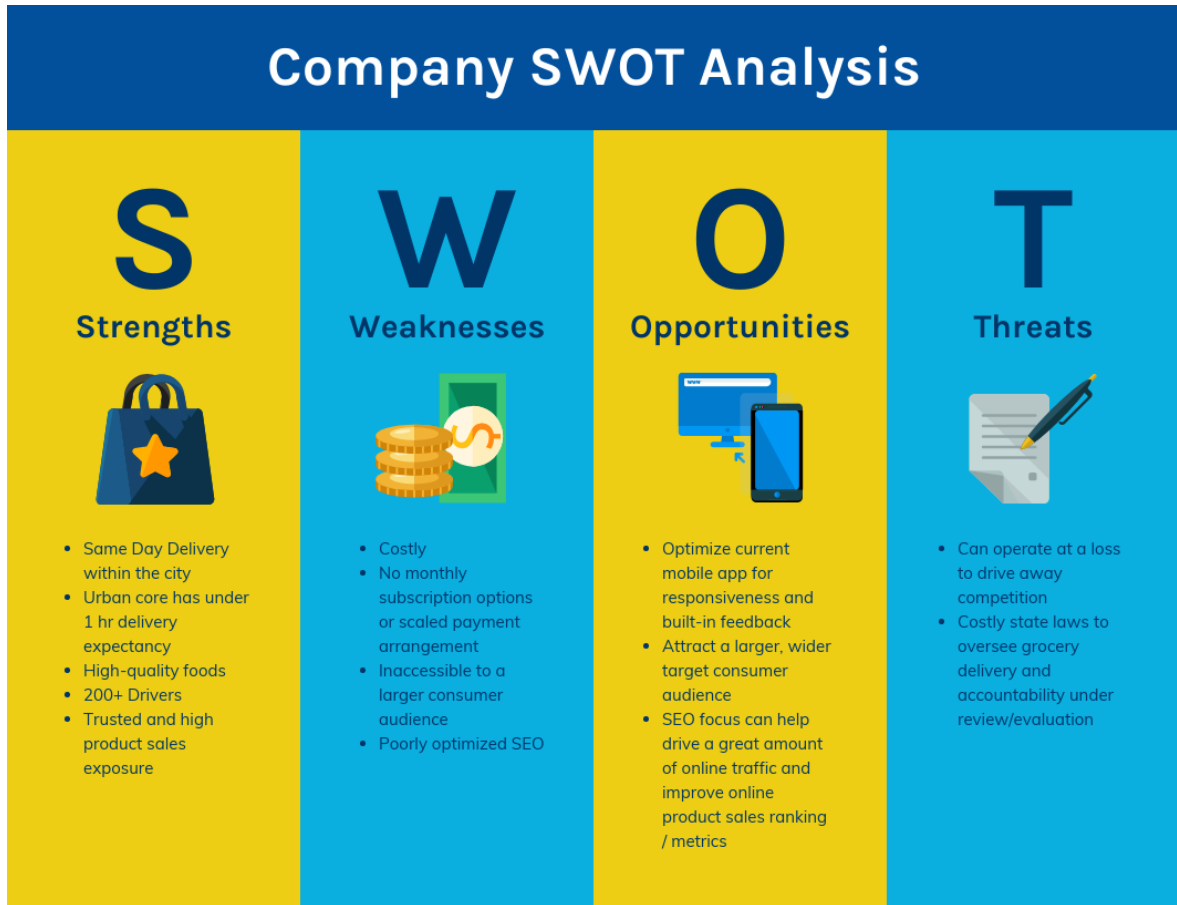 Company SWOT Analysis
S
Strengths
• Same Day Delivery
within the city
• Urban core has under
1 hr delivery
expectancy
• High-quality foods
• 200+ Drivers
• Trusted and high
product sales
exposure
W
Weaknesses
• Costly
• No monthly
subscription options
or scaled payment
arrangement
• Inaccessible to a
larger consumer
audience
• Poorly optimized SEO
O
Opportunities
www
• Optimize current
mobile app for
responsiveness and
built-in feedback
• Attract a larger, wider
target consumer
audience
• SEO focus can help
drive a great amount
of online traffic and
improve online
product sales ranking
/ metrics
T
Threats
• Can operate at a loss
to drive away
competition
• Costly state laws to
oversee grocery
delivery and
accountability under
review/evaluation